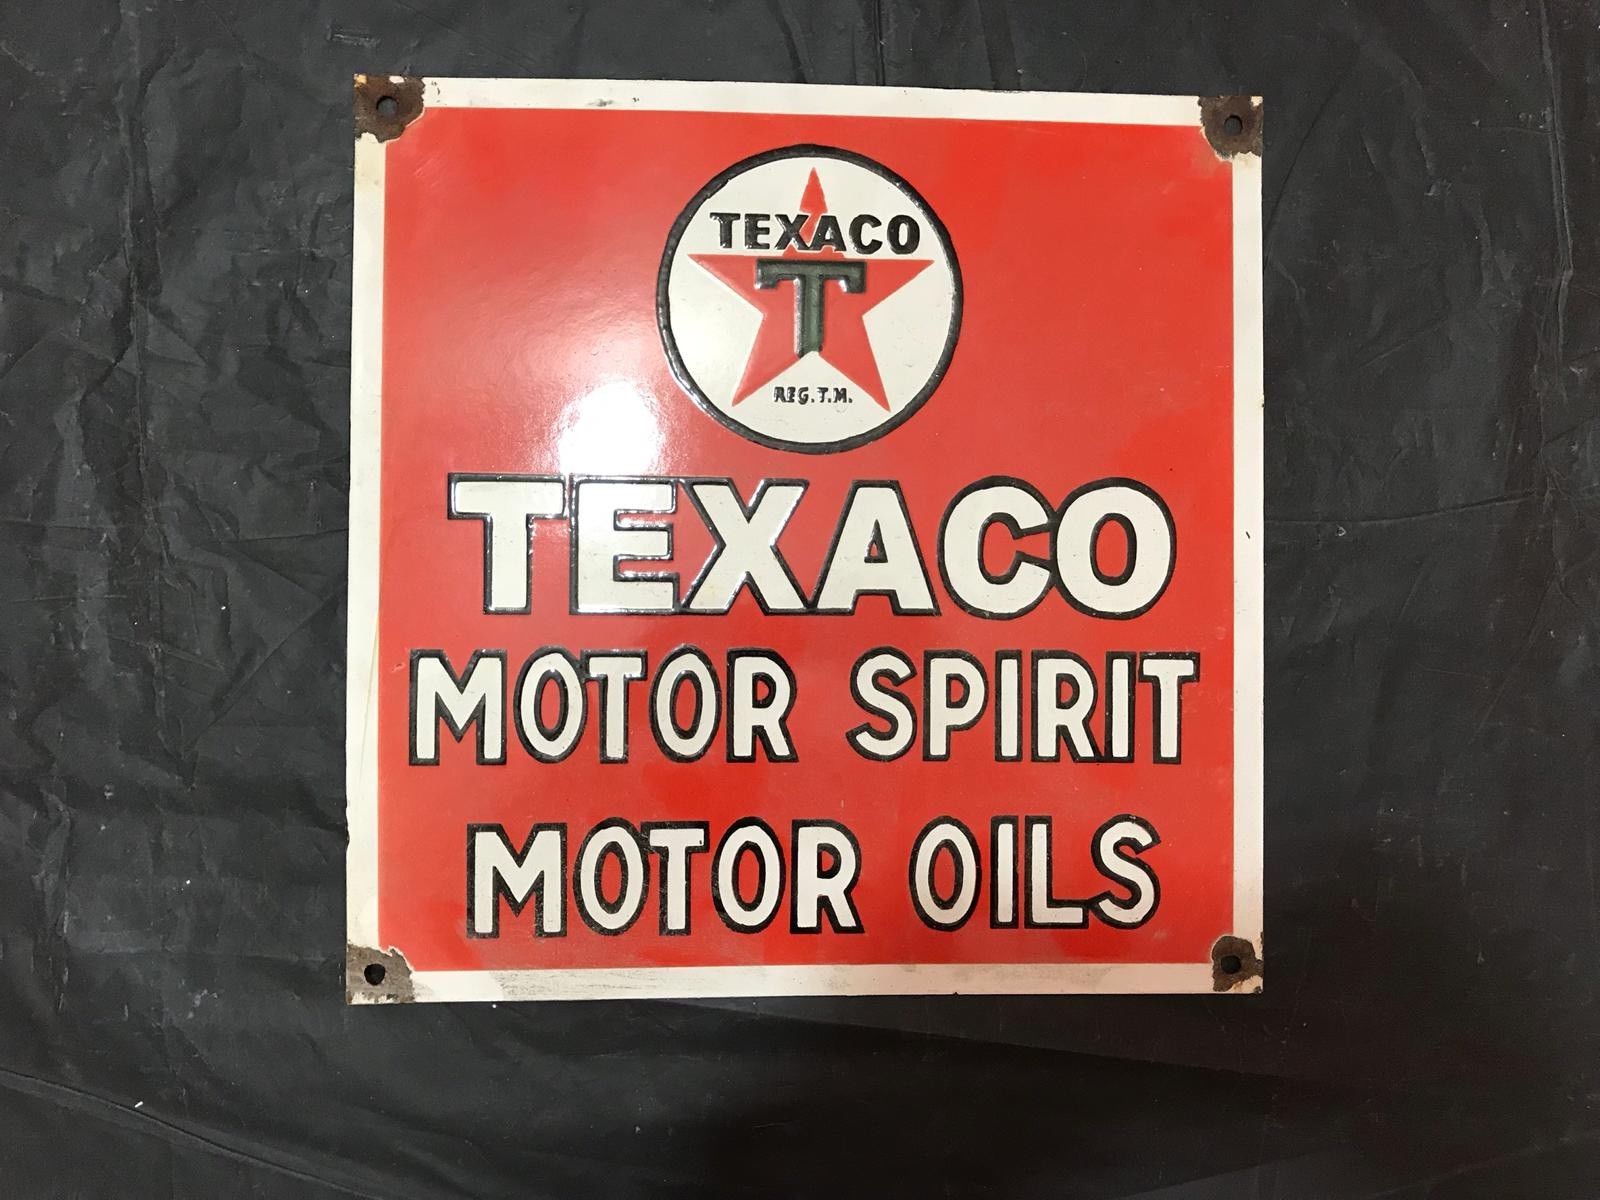 TEXACO
T
REG. T.M.
TEXACO
MOTOR SPIRIT
MOTOR OILS